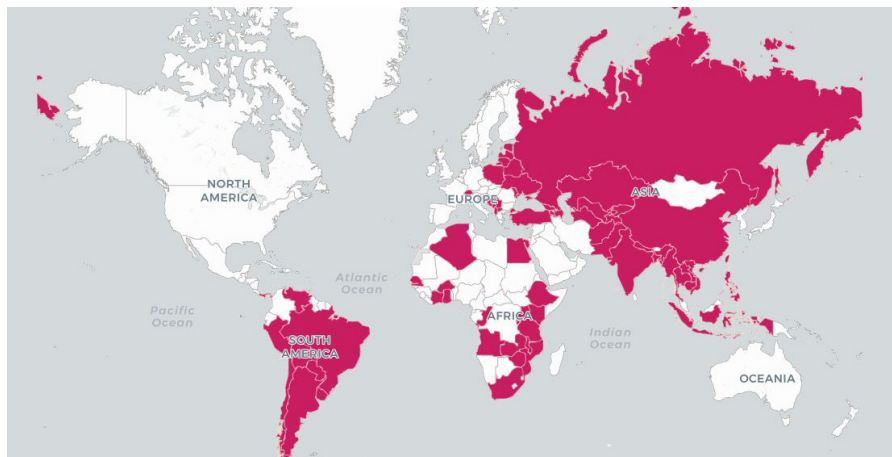 NORTH
AMERICA
EUROPE
ASIA
Atlantic
Ocean
Pacific
Ocean
AFRICA
Indian
Ocean
SOUTH
AMERICA
OCEANIA